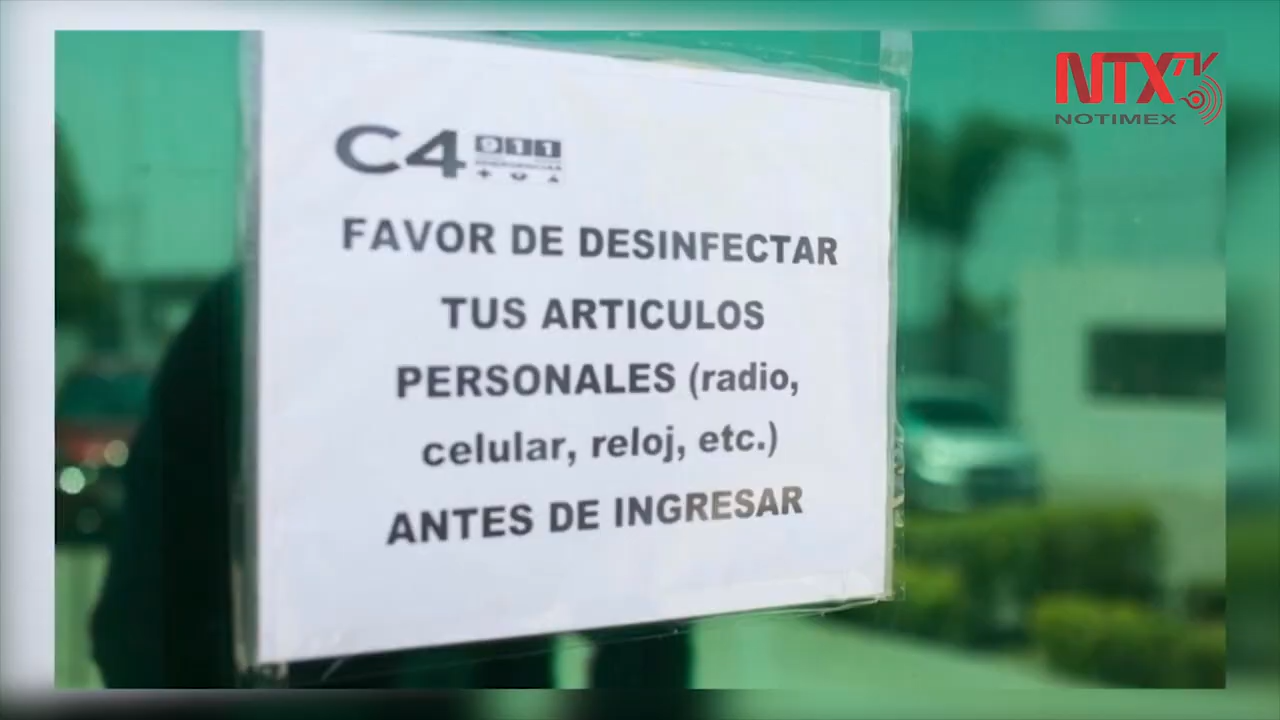 NTX TV
NOTIMEX
C4 911
FAVOR DE DESINFECTAR
TUS ARTICULOS
PERSONALES (radio,
celular, reloj, etc.)
ANTES DE INGRESAR